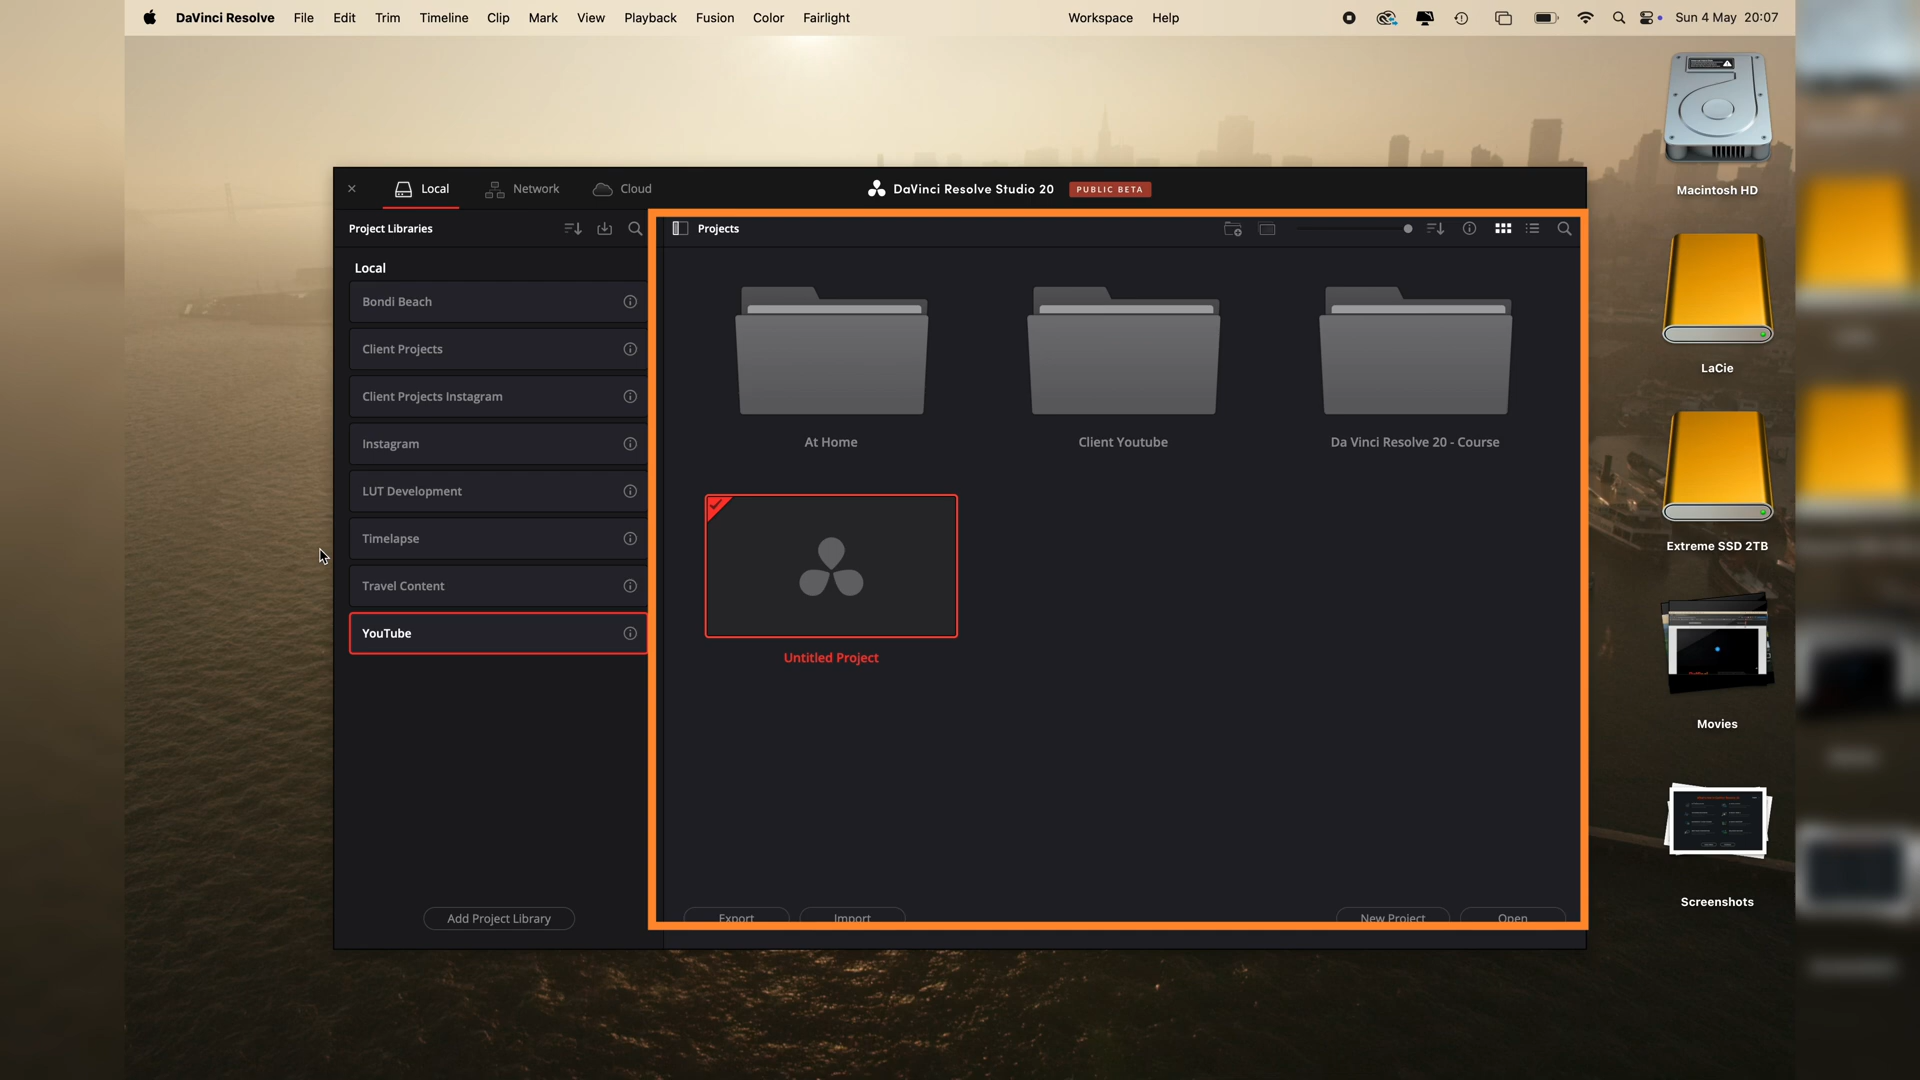 DaVinci Resolve File Edit Trim Timeline Clip Mark View Playback Fusion Color Fairlight Workspace Help Sun 4 May 20:07
Macintosh HD
Local Network Cloud DaVinci Resolve Studio 20 PUBLIC BETA
Project Libraries
Projects
Local
Bondi Beach
Client Projects
Client Projects Instagram
Instagram
LUT Development
Timelapse
Travel Content
YouTube
Add Project Library
At Home
Client Youtube
Da Vinci Resolve 20 - Course
Untitled Project
Export
Import
New Project
Open
LaCie
Extreme SSD 2TB
Movies
Screenshots